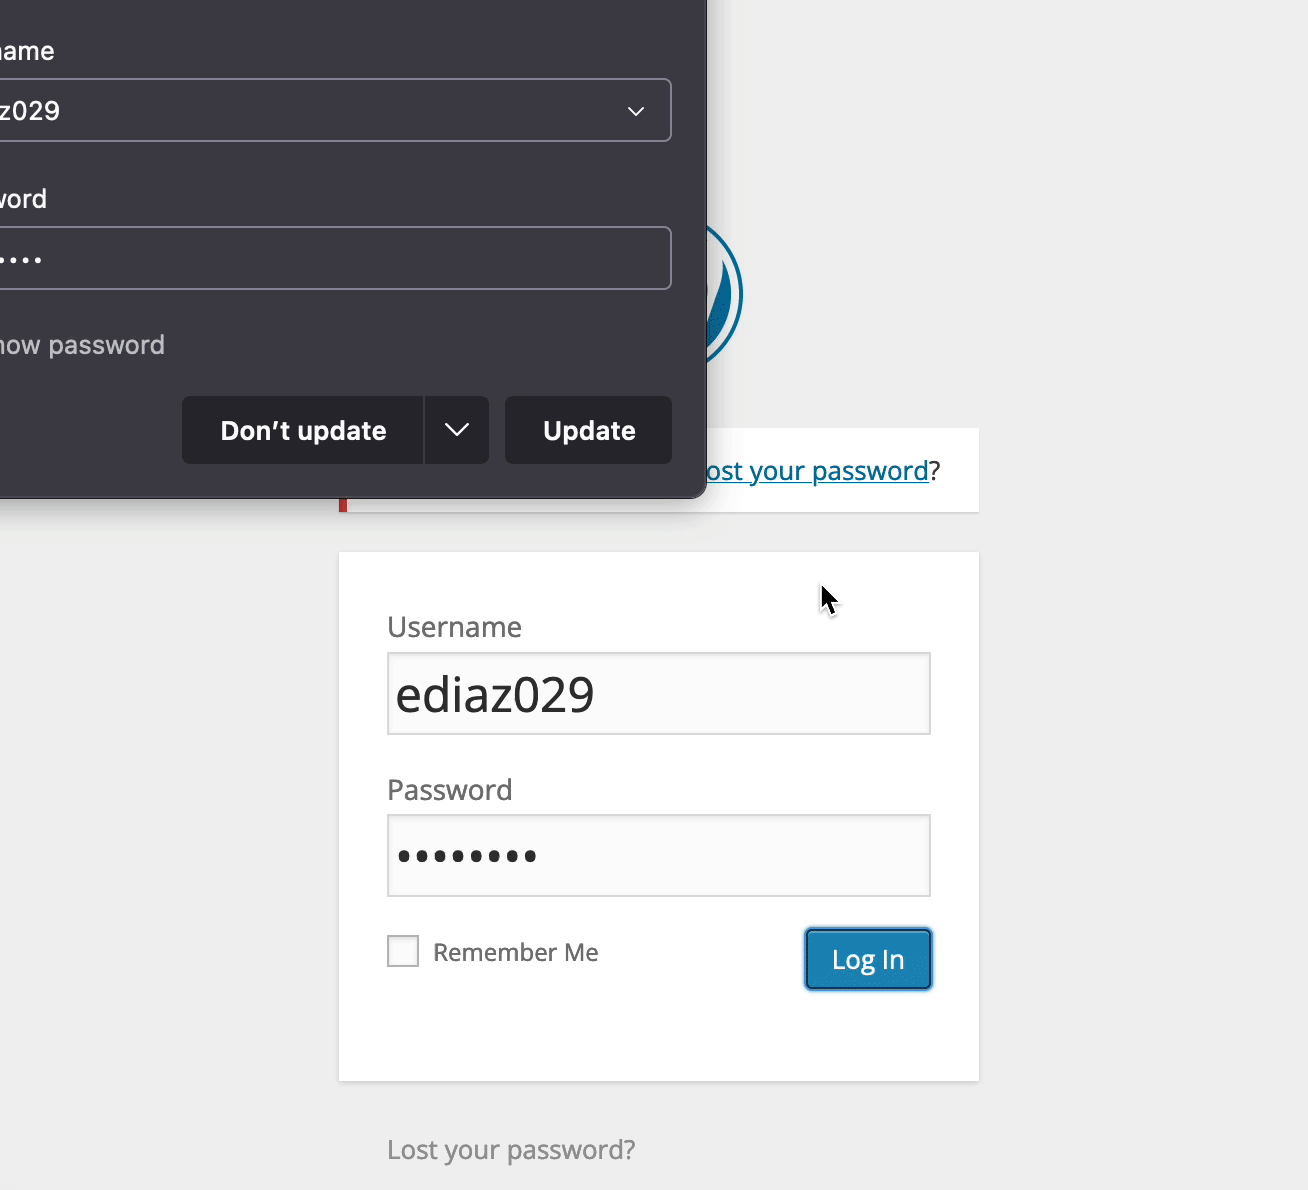 ame
z029
word
now password
Don't update
Update
ost your password?
Username
ediaz029
Password
Remember Me
Log In
Lost your password?